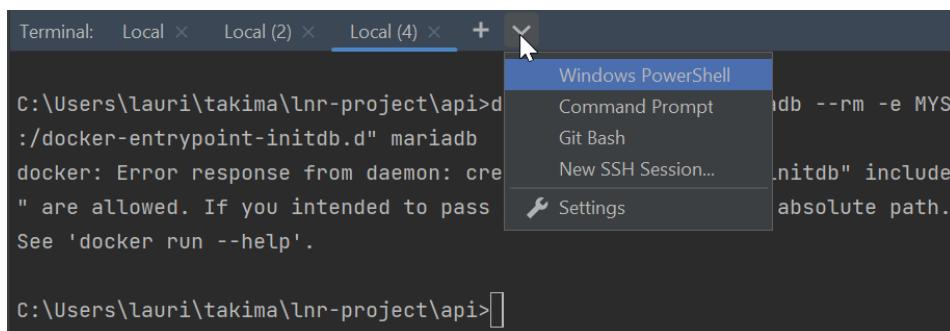 Terminal: Local × Local (2) × Local (4) × +
Windows PowerShell
Command Prompt
Git Bash
New SSH Session...
Settings
C:\Users\lauri\takima\lnr-project\api>d db --rm -e MYS
:/docker-entrypoint-initdb.d" mariadb
docker: Error response from daemon: cre initdb" include
" are allowed. If you intended to pass absolute path.
See 'docker run --help'.
C:\Users\lauri\takima\lnr-project\api>